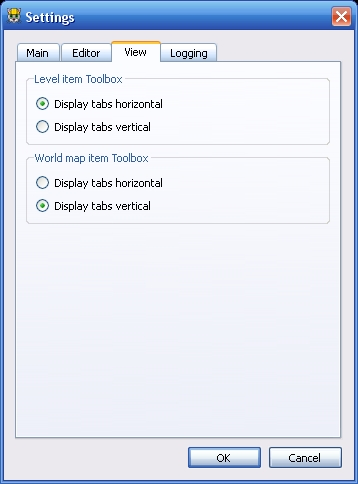 Settings
Main Editor View Logging
Level item Toolbox
Display tabs horizontal
Display tabs vertical
World map item Toolbox
Display tabs horizontal
Display tabs vertical
OK Cancel